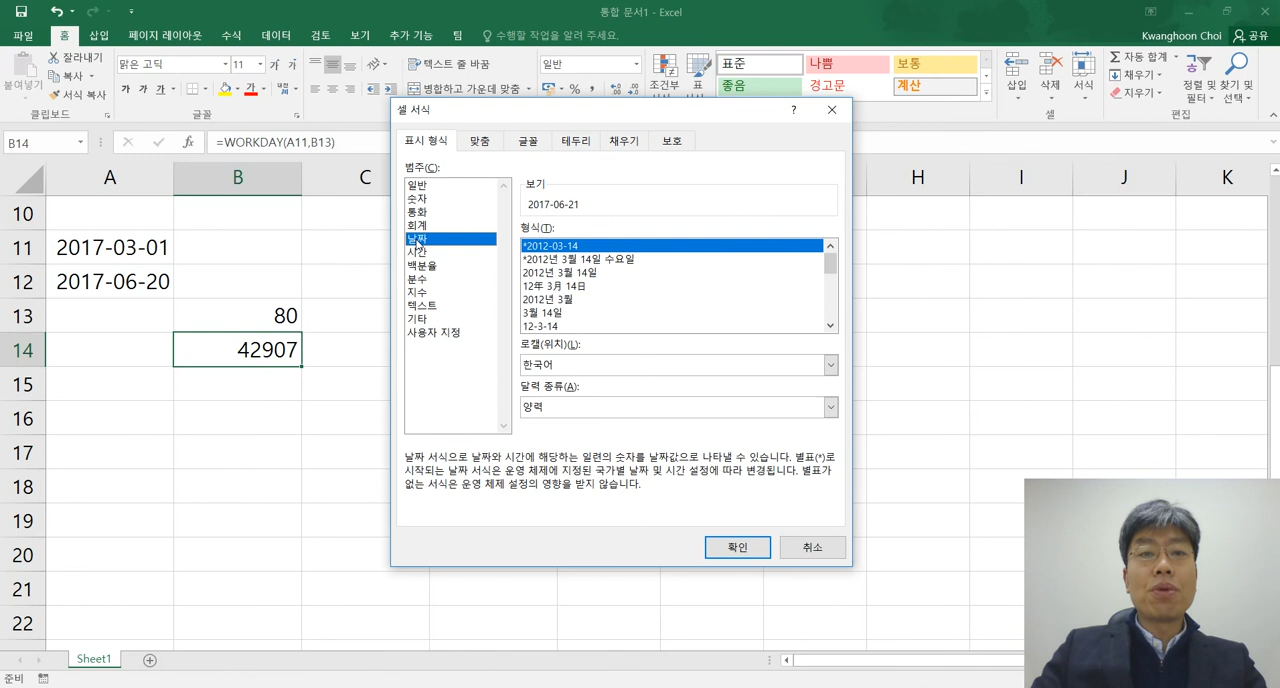 통합 문서1 - Excel
파일 홈 삽입 페이지 레이아웃 수식 데이터 검토 보기 추가 기능 팀 수행할 작업을 알려 주세요. Kwanghoon Choi 공유
붙여넣기
잘라내기
복사
서식 복사
클립보드
맑은 고딕 11
가 가
가 가 가
가
글꼴
텍스트 줄 바꿈
병합하고 가운데 맞춤
일반
% ,
조건부
표
표준 나쁨 보통
좋음 경고문 계산
삽입 삭제 서식
셀
자동 합계
채우기
지우기
정렬 및 찾기 및
필터 선택
편집
B14 fx =WORKDAY(A11,B13)
A B C H I J K
10
11 2017-03-01
12 2017-06-20
13 80
14 42907
15
16
17
18
19
20
21
22
셀 서식 ?
표시 형식 맞춤 글꼴 테두리 채우기 보호
범주(C):
일반
숫자
통화
회계
날짜
시간
백분율
분수
지수
텍스트
기타
사용자 지정
보기
2017-06-21
형식(T):
*2012-03-14
*2012년 3월 14일 수요일
2012년 3월 14일
12年 3月 14日
2012년 3월
3월 14일
12-3-14
로캘(위치)(L):
한국어
달력 종류(A):
양력
날짜 서식으로 날짜와 시간에 해당하는 일련의 숫자를 날짜값으로 나타낼 수 있습니다. 별표(*)로
시작되는 날짜 서식은 운영 체제에 지정된 국가별 날짜 및 시간 설정에 따라 변경됩니다. 별표가
없는 서식은 운영 체제 설정의 영향을 받지 않습니다.
확인 취소
Sheet1
준비